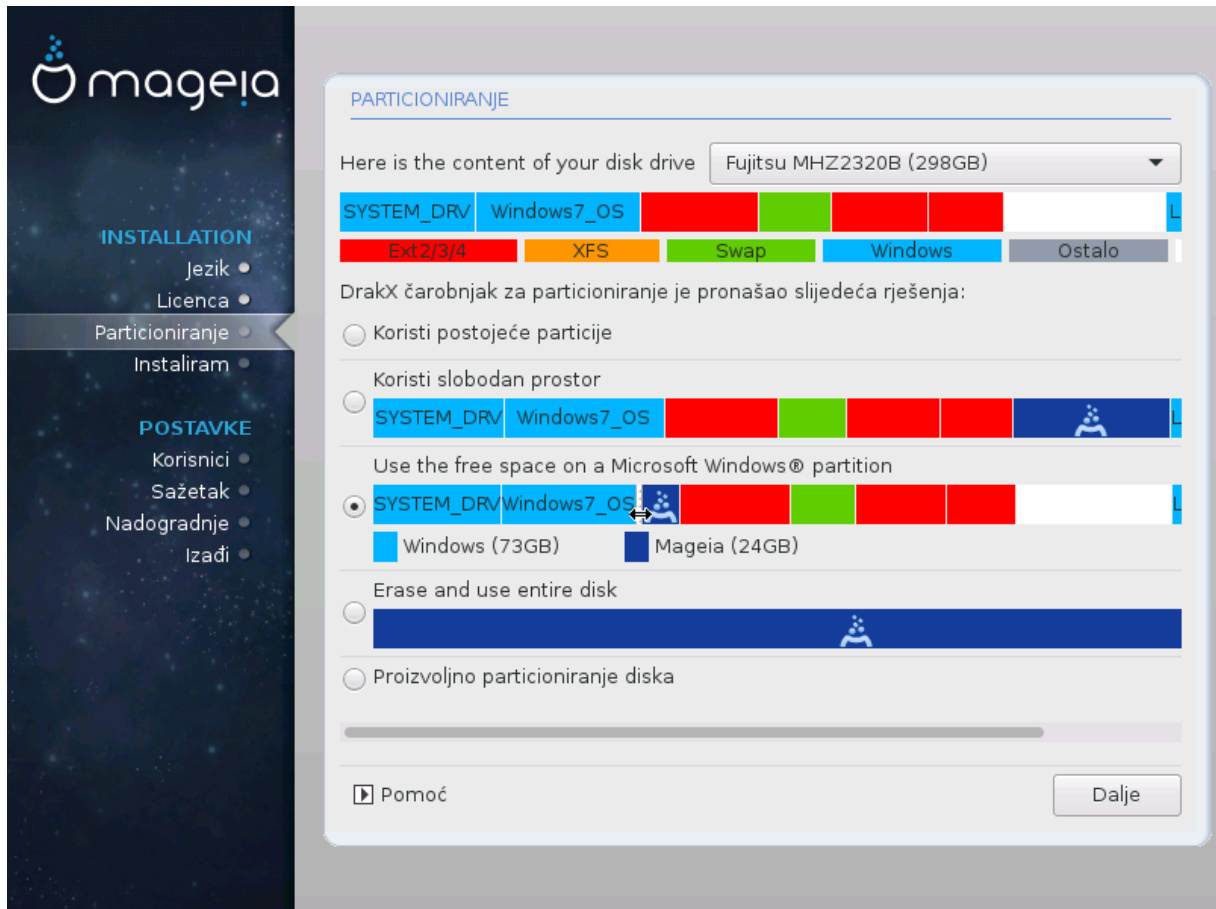 mageia
INSTALLATION
Jezik
Licenca
Particioniranje
Instaliram
POSTAVKE
Korisnici
Sažetak
Nadogradnje
Izađi
PARTICIONIRANJE
Here is the content of your disk drive Fujitsu MHZ2320B (298GB)
SYSTEM_DRV Windows7_OS L
Ext2/3/4 XFS Swap Windows Ostalo
DrakX čarobnjak za particioniranje je pronašao slijedeća rješenja:
Koristi postojeće particije
Koristi slobodan prostor
SYSTEM_DRV Windows7_OS L
Use the free space on a Microsoft Windows® partition
SYSTEM_DRV Windows7_OS L
Windows (73GB) Mageia (24GB)
Erase and use entire disk
Proizvoljno particioniranje diska
Pomoć Dalje